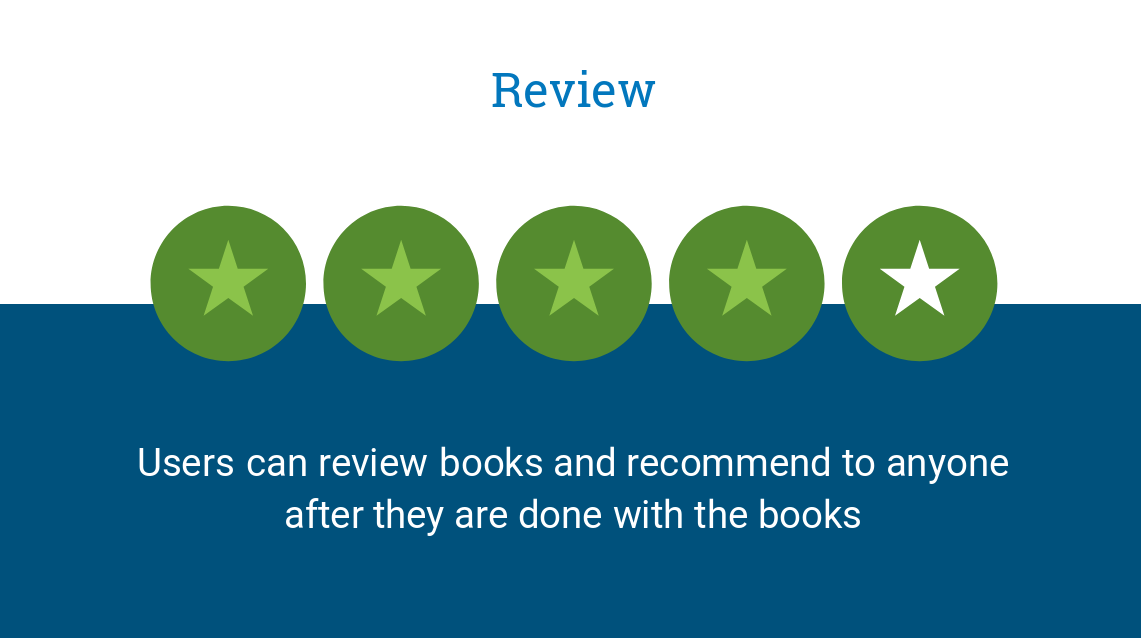 Review
Users can review books and recommend to anyone
after they are done with the books